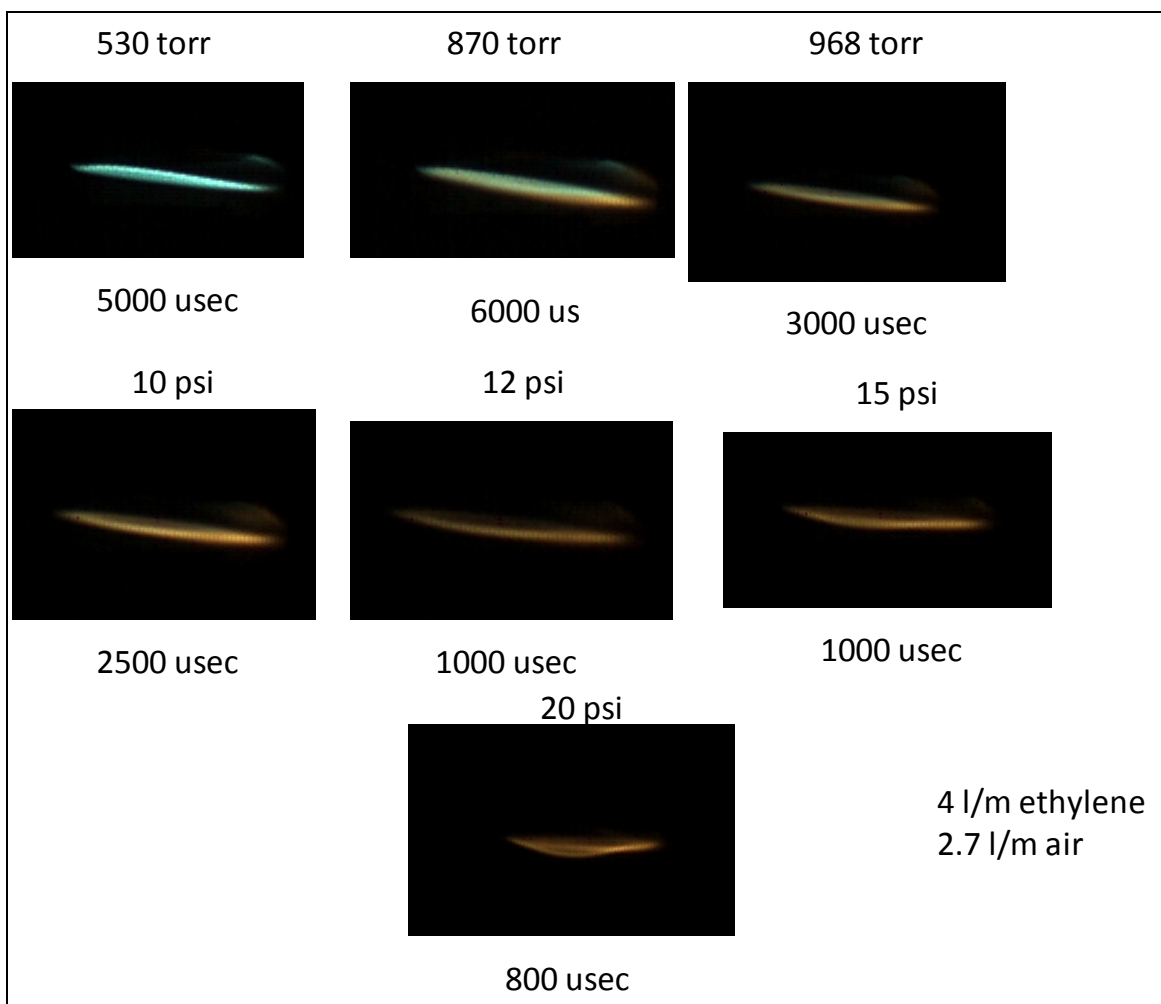 530 torr
870 torr
968 torr
5000 usec
6000 us
3000 usec
10 psi
12 psi
15 psi
2500 usec
1000 usec
1000 usec
20 psi
4 l/m ethylene
2.7 l/m air
800 usec